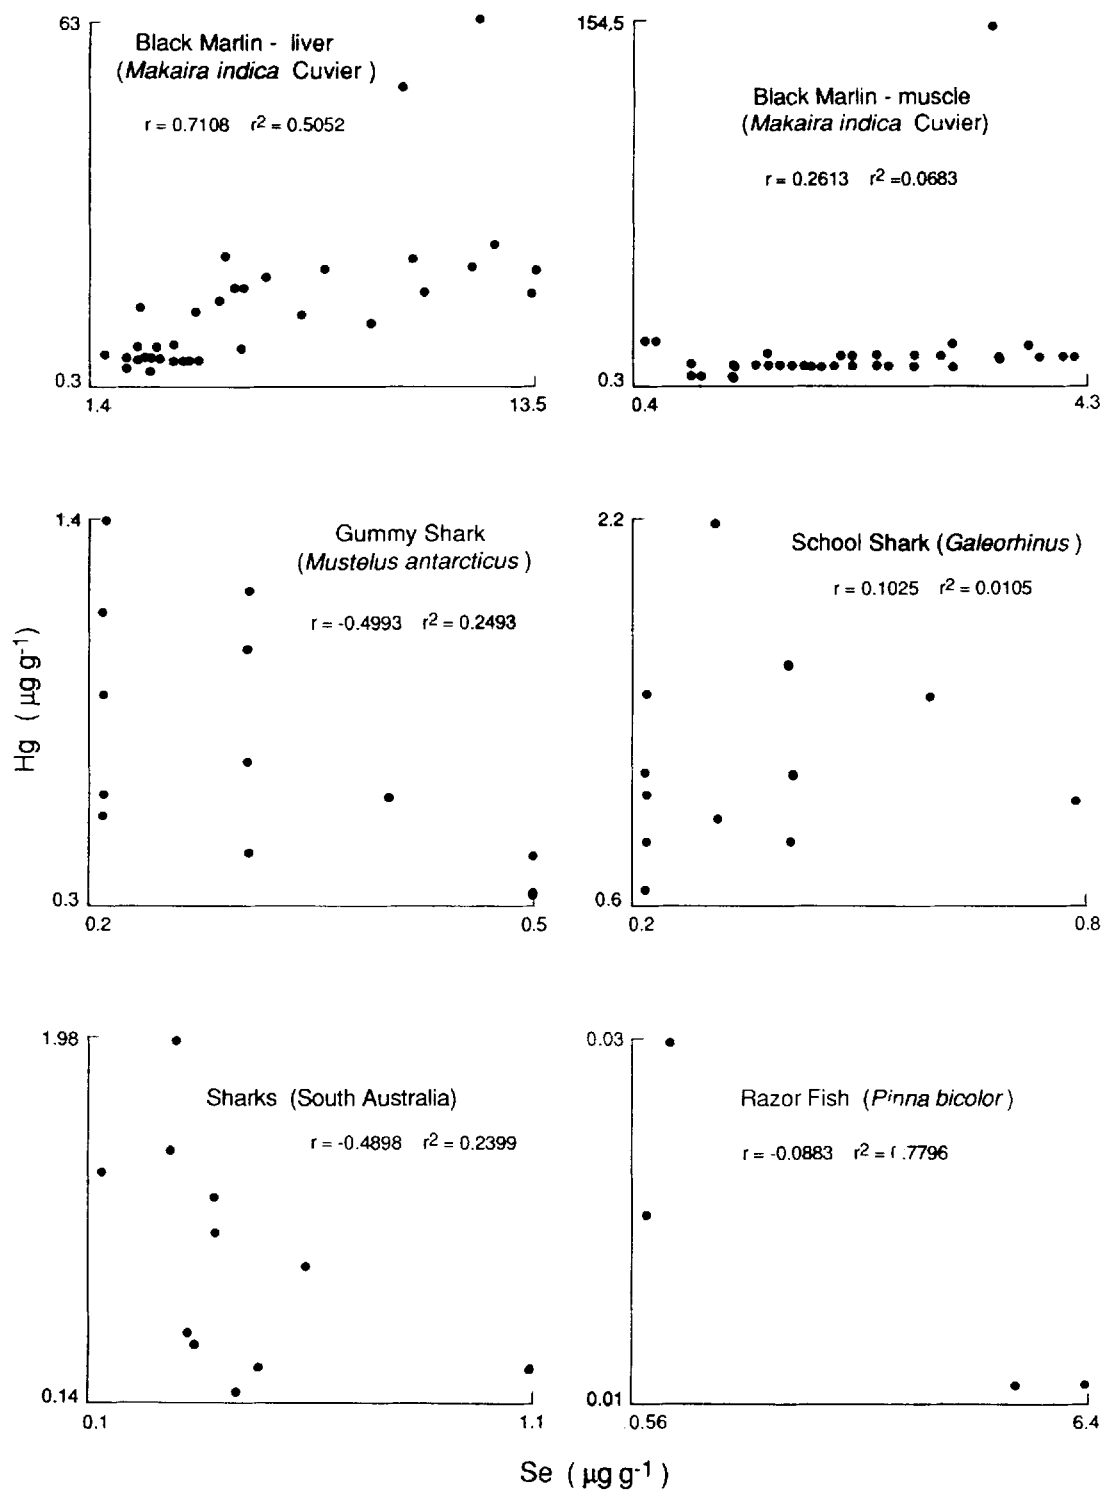 63
Black Marlin - liver
(Makaira indica Cuvier )
r = 0.7108 r2 = 0.5052
0.3
1.4
13.5
154.5
Black Marlin - muscle
(Makaira indica Cuvier)
r = 0.2613 r2 =0.0683
0.3
0.4
4.3
1.4
Gummy Shark
(Mustelus antarcticus )
r = -0.4993 r2 = 0.2493
0.3
0.2
0.5
2.2
School Shark (Galeorhinus )
r = 0.1025 r2 = 0.0105
0.6
0.2
0.8
Hg ( µg g-1)
1.98
Sharks (South Australia)
r = -0.4898 r2 = 0.2399
0.14
0.1
1.1
0.03
Razor Fish (Pinna bicolor )
r = -0.0883 r2 = .7796
0.01
0.56
6.4
Se ( µg g-1)